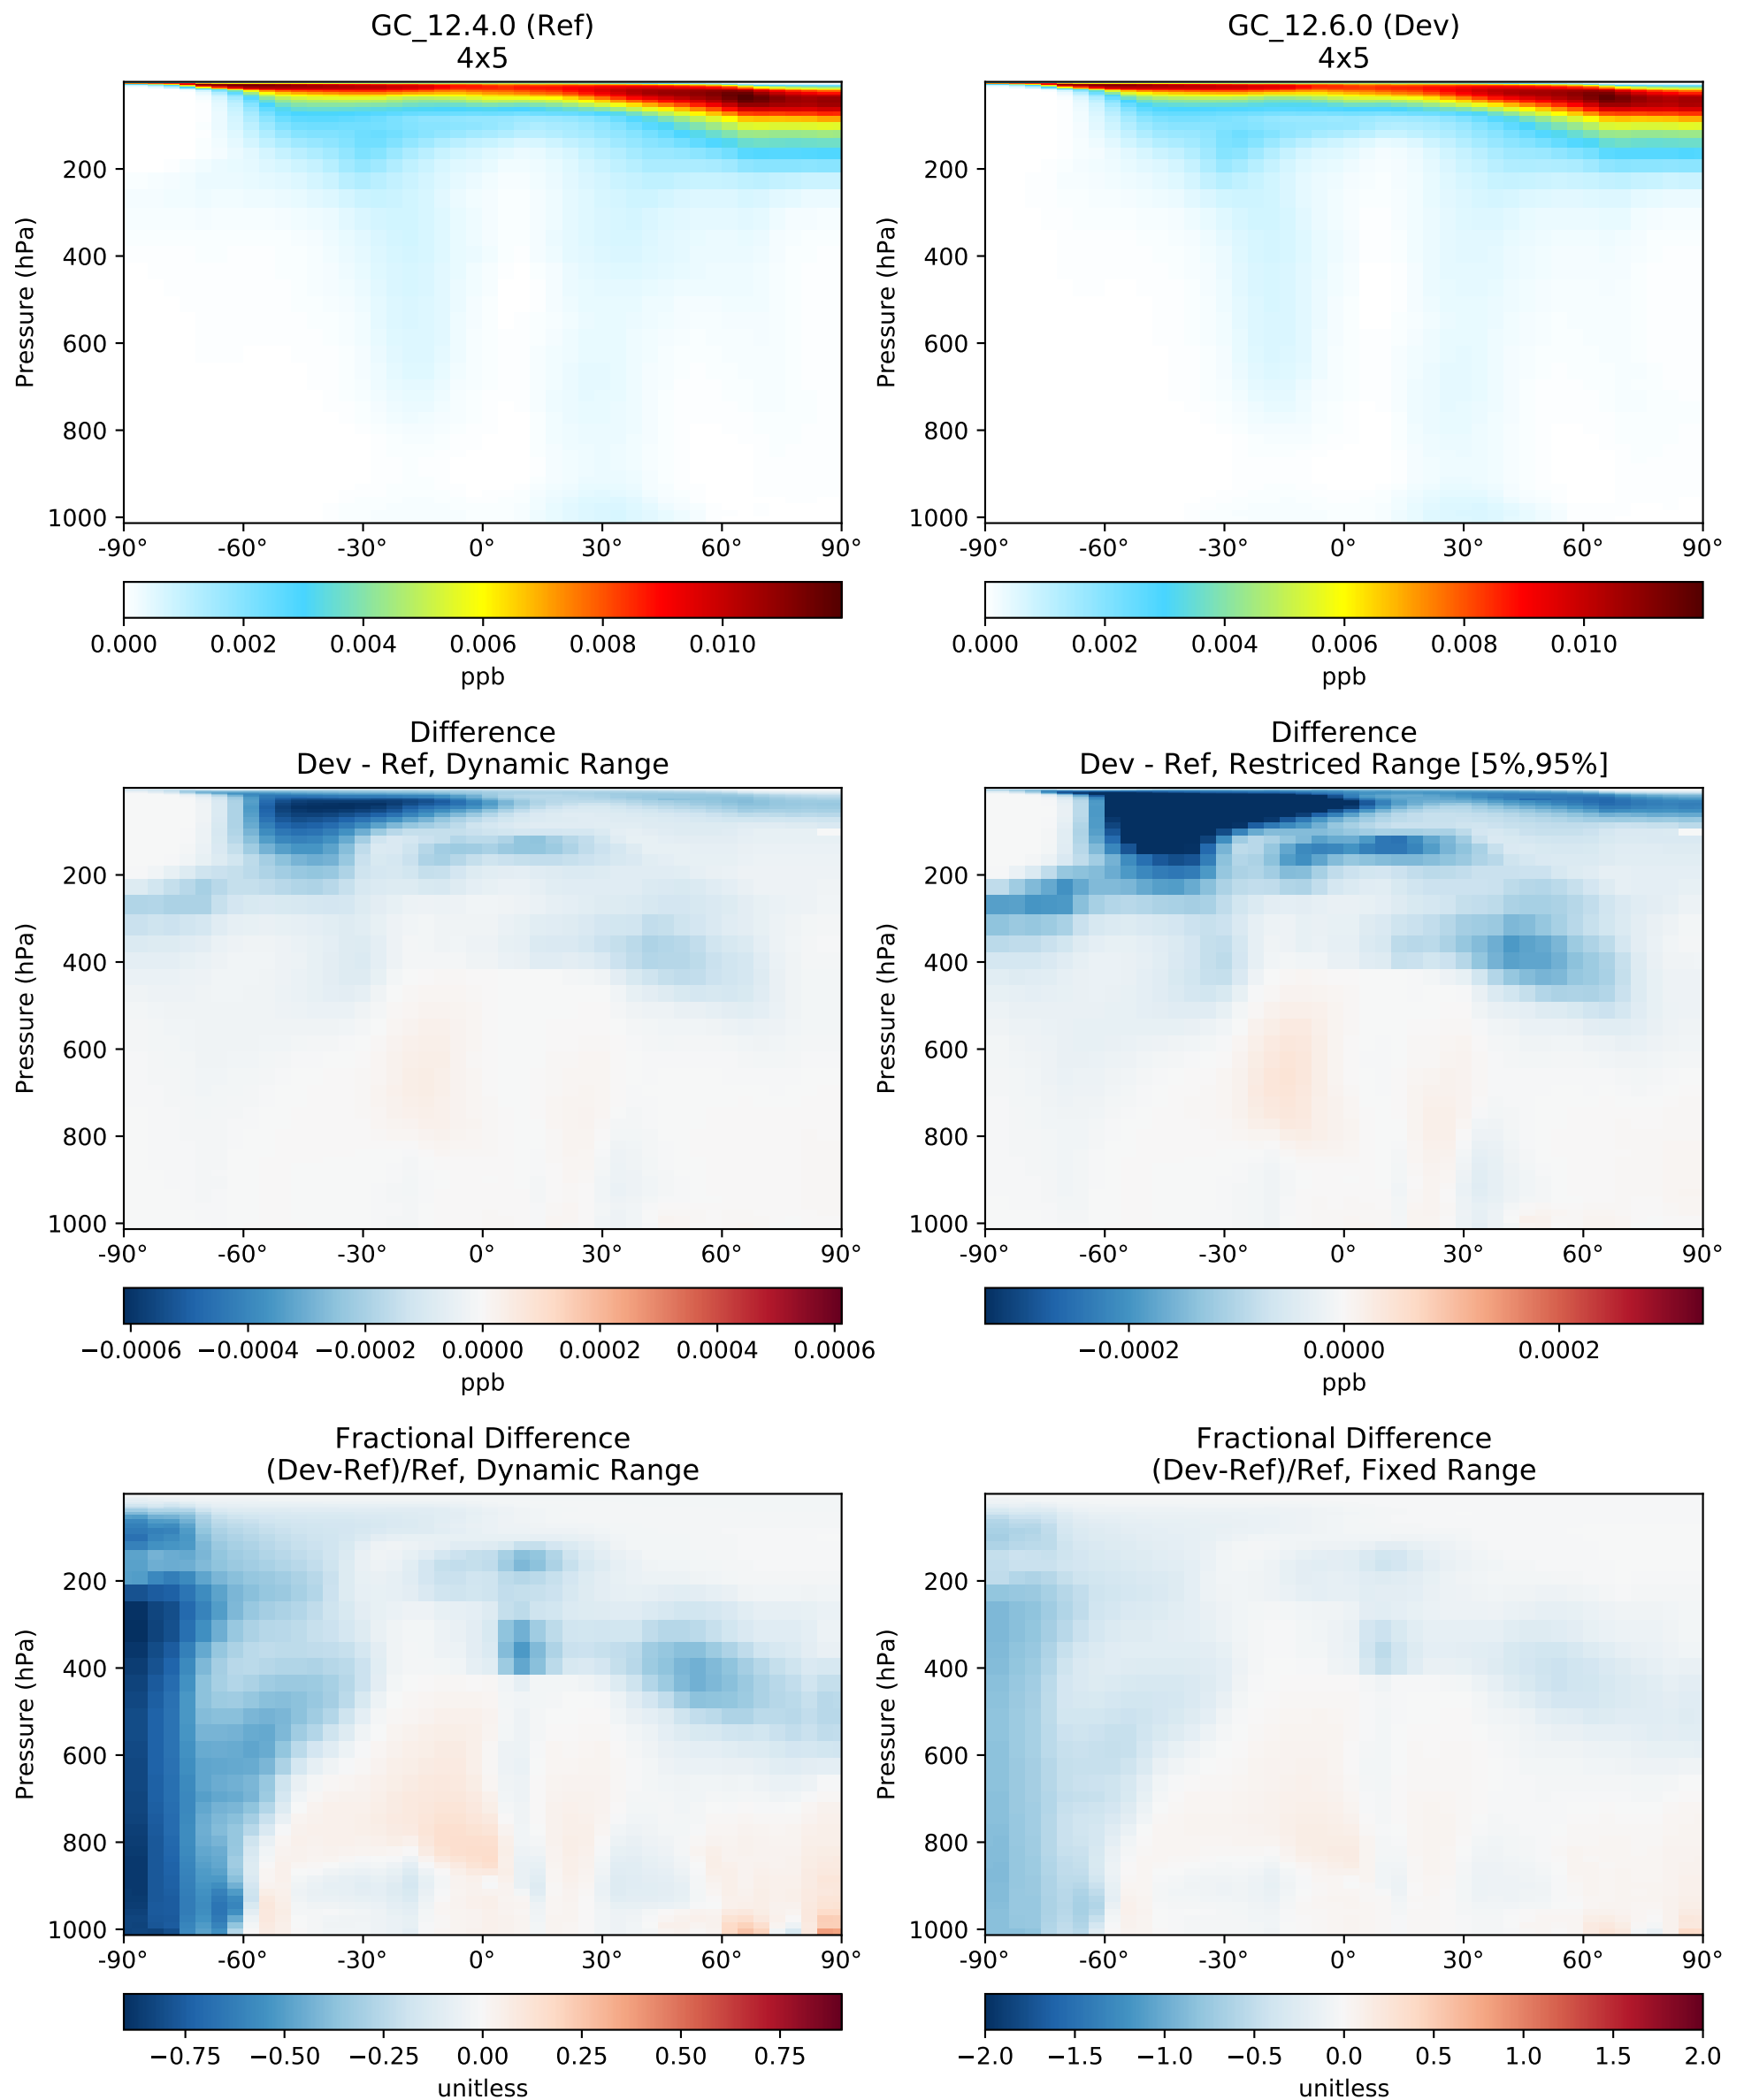 GC_12.4.0 (Ref)
4x5
GC_12.6.0 (Dev)
4x5
Pressure (hPa)
200
400
600
800
1000
-90° -60° -30° 0° 30° 60° 90°
0.000 0.002 0.004 0.006 0.008 0.010
ppb
Pressure (hPa)
200
400
600
800
1000
-90° -60° -30° 0° 30° 60° 90°
0.000 0.002 0.004 0.006 0.008 0.010
ppb
Difference
Dev - Ref, Dynamic Range
Pressure (hPa)
200
400
600
800
1000
-90° -60° -30° 0° 30° 60° 90°
−0.0006 −0.0004 −0.0002 0.0000 0.0002 0.0004 0.0006
ppb
Difference
Dev - Ref, Restriced Range [5%,95%]
Pressure (hPa)
200
400
600
800
1000
-90° -60° -30° 0° 30° 60° 90°
−0.0002 0.0000 0.0002
ppb
Fractional Difference
(Dev-Ref)/Ref, Dynamic Range
Pressure (hPa)
200
400
600
800
1000
-90° -60° -30° 0° 30° 60° 90°
−0.75 −0.50 −0.25 0.00 0.25 0.50 0.75
unitless
Fractional Difference
(Dev-Ref)/Ref, Fixed Range
Pressure (hPa)
200
400
600
800
1000
-90° -60° -30° 0° 30° 60° 90°
−2.0 −1.5 −1.0 −0.5 0.0 0.5 1.0 1.5 2.0
unitless